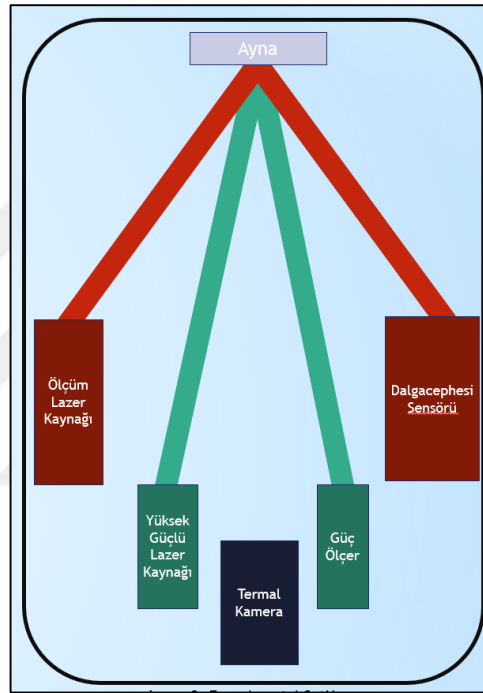 Ayna
Ölçüm
Lazer
Kaynağı
Dalgacephesi
Sensörü
Yüksek
Güçlü
Lazer
Kaynağı
Güç
Ölçer
Termal
Kamera